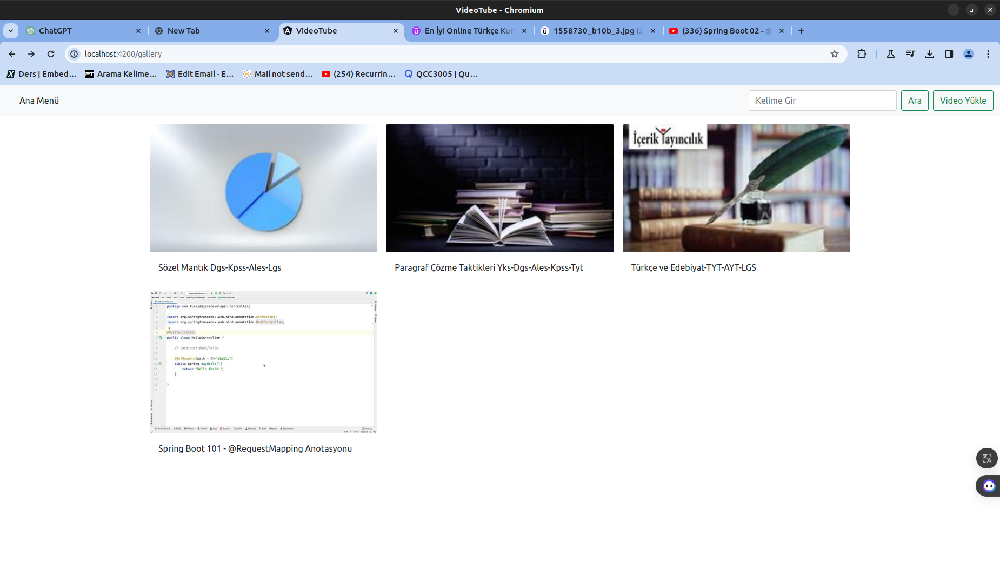 VideoTube - Chromium
ChatGPT
New Tab
VideoTube
En İyi Online Türkçe Kur
1558730_b10b_3.jpg (2
(336) Spring Boot 02 - @
localhost:4200/gallery
Ders | Embed...
Arama Kelime...
Edit Email - E...
Mail not send...
(254) Recurrin...
QCC3005 | Qu...
Ana Menü
Kelime Gir
Ara
Video Yükle
İçerik Yayıncılık
Sözel Mantık Dgs-Kpss-Ales-Lgs
Paragraf Çözme Taktikleri Yks-Dgs-Ales-Kpss-Tyt
Türkçe ve Edebiyat-TYT-AYT-LGS
package com.turkishjavadeveloper.controller;
import org.springframework.web.bind.annotation.GetMapping;
import org.springframework.web.bind.annotation.RestController;
@RestController
public class HelloController {
// localhost:8080/hello
@GetMapping(path = "/hello")
public String sayHello(){
return "Hello World!";
}
}
Spring Boot 101 - @RequestMapping Anotasyonu